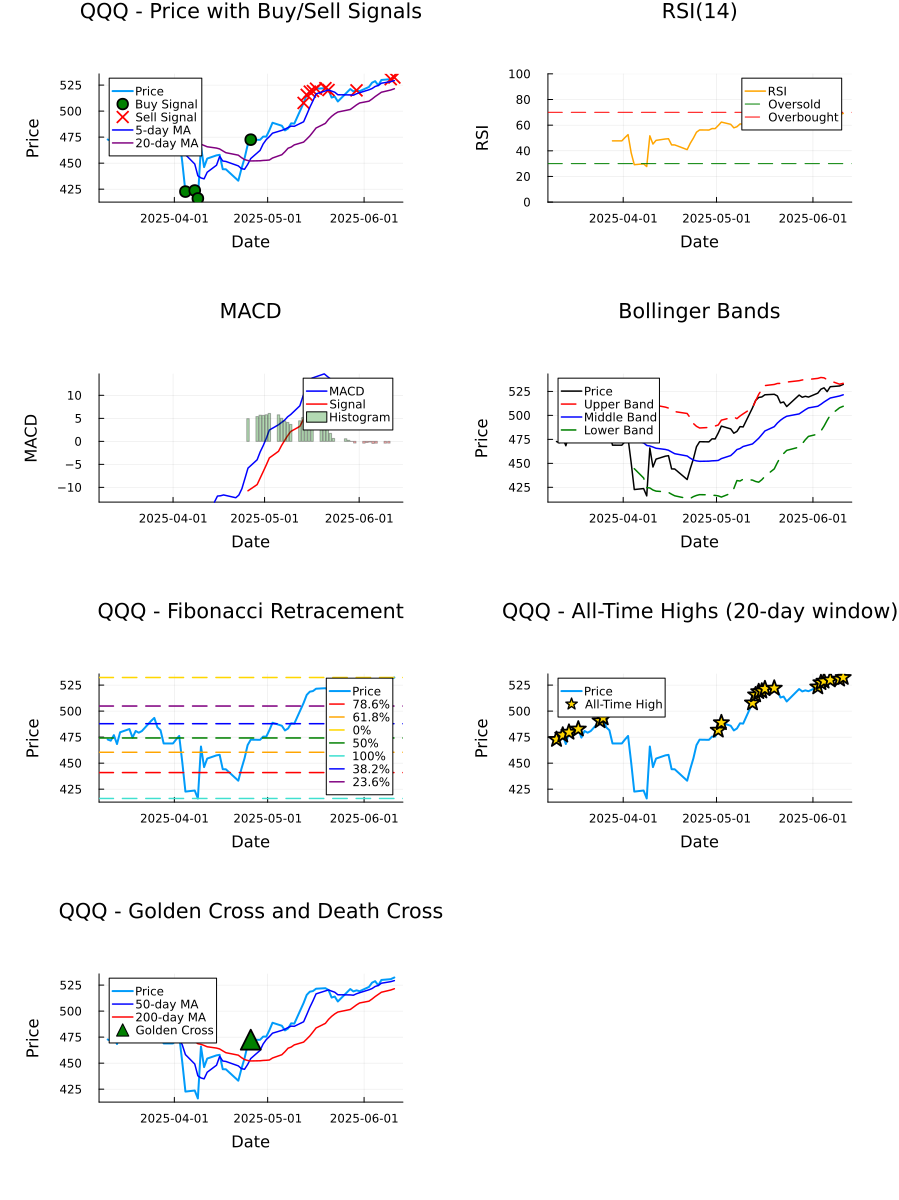 QQQ - Price with Buy/Sell Signals
Price
525
500
475
450
425
Price
Buy Signal
Sell Signal
5-day MA
20-day MA
2025-04-01
2025-05-01
2025-06-01
Date
RSI(14)
RSI
100
80
60
40
20
0
RSI
Oversold
Overbought
2025-04-01
2025-05-01
2025-06-01
Date
MACD
MACD
10
5
0
−5
−10
MACD
Signal
Histogram
2025-04-01
2025-05-01
2025-06-01
Date
Bollinger Bands
Price
525
500
475
450
425
Price
Upper Band
Middle Band
Lower Band
2025-04-01
2025-05-01
2025-06-01
Date
QQQ - Fibonacci Retracement
Price
525
500
475
450
425
Price
78.6%
61.8%
0%
50%
100%
38.2%
23.6%
2025-04-01
2025-05-01
2025-06-01
Date
QQQ - All-Time Highs (20-day window)
Price
525
500
475
450
425
Price
All-Time High
2025-04-01
2025-05-01
2025-06-01
Date
QQQ - Golden Cross and Death Cross
Price
525
500
475
450
425
Price
50-day MA
200-day MA
Golden Cross
2025-04-01
2025-05-01
2025-06-01
Date